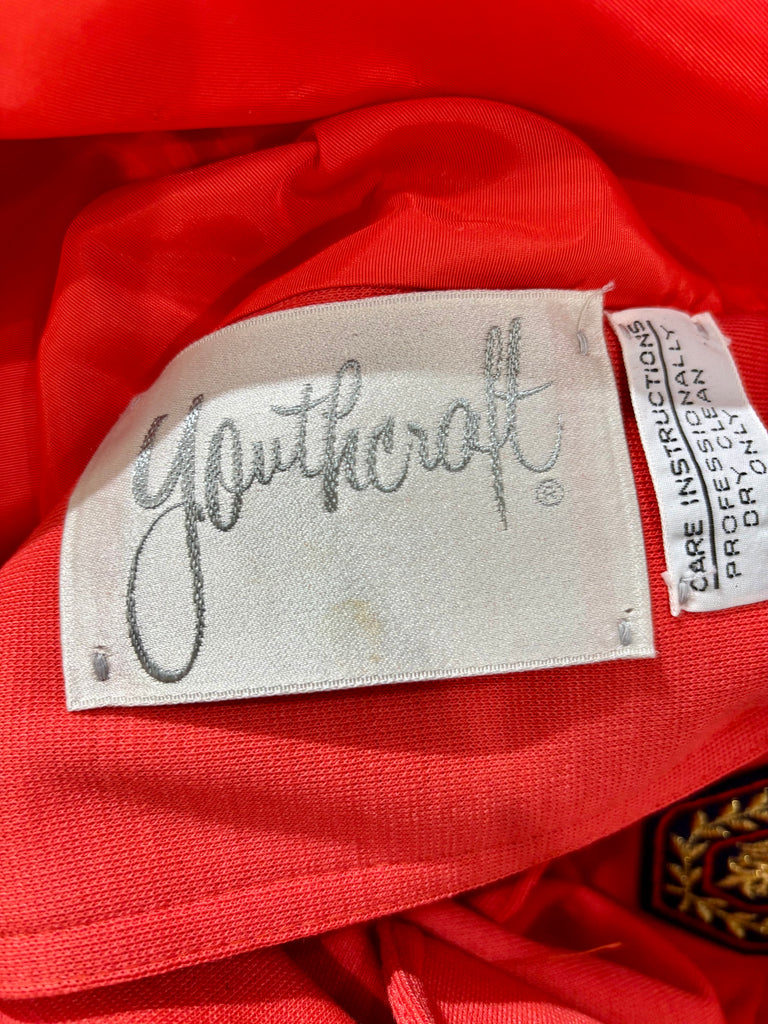 youthcraft®
CARE INSTRUCTIONS
PROFESSIONALLY
DRY CLEAN
ONLY